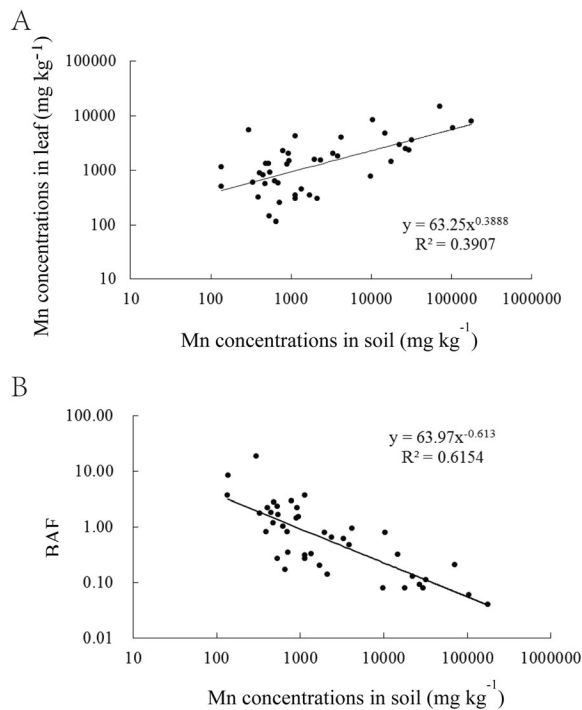 A
Mn concentrations in leaf (mg kg-1)
100000
10000
1000
100
10
y = 63.25x0.3888
R2 = 0.3907
10 100 1000 10000 100000 1000000
Mn concentrations in soil (mg kg-1)
B
BAF
100.00
10.00
1.00
0.10
0.01
y = 63.97x-0.613
R2 = 0.6154
10 100 1000 10000 100000 1000000
Mn concentrations in soil (mg kg-1)